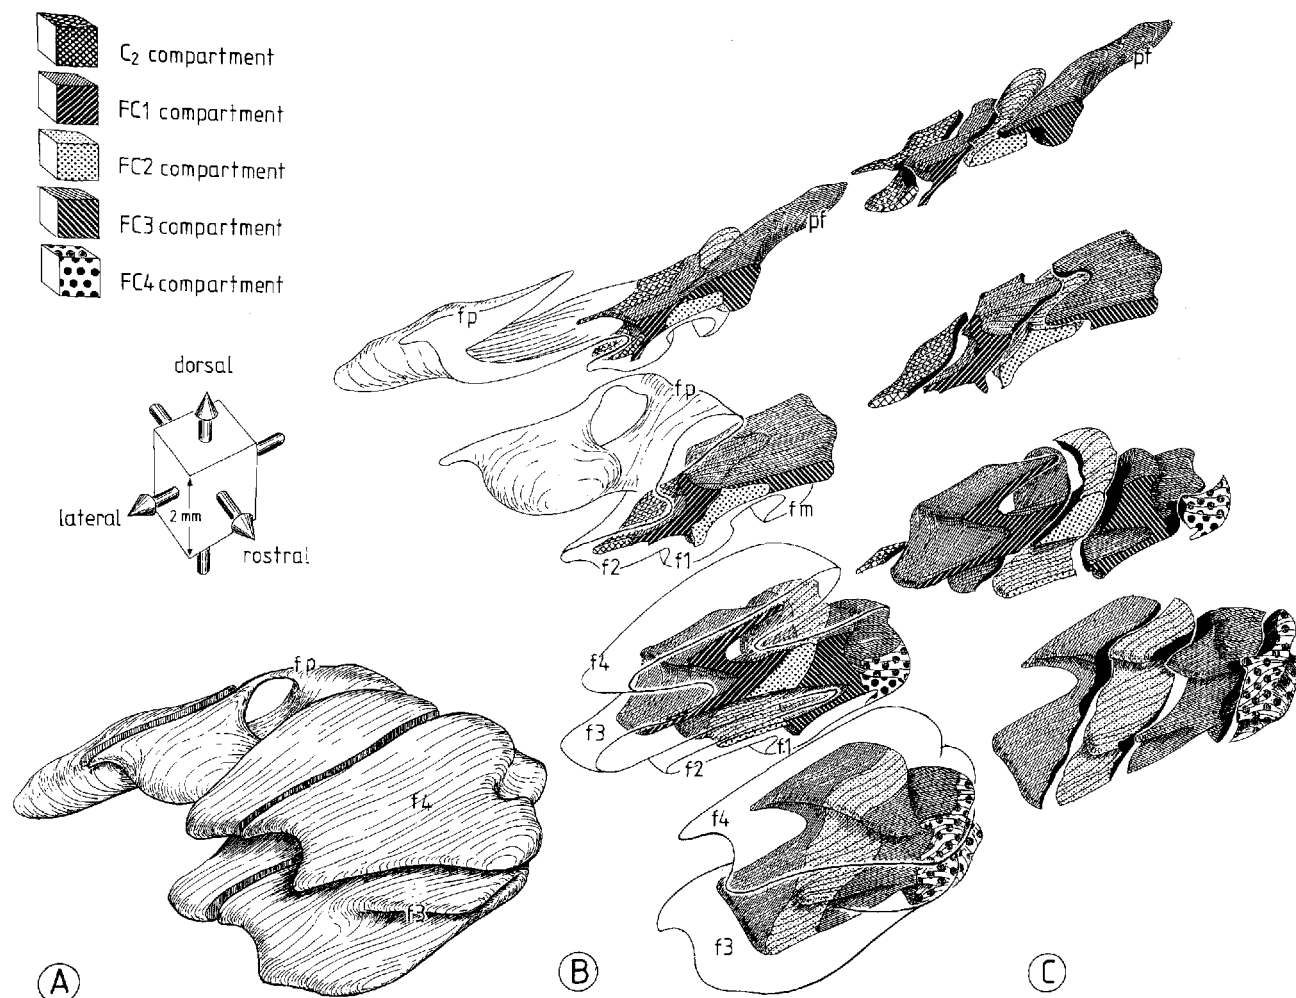 C₂ compartment
FC1 compartment
FC2 compartment
FC3 compartment
FC4 compartment
dorsal
lateral
2 mm
rostral
pf
pf
fp
fp
fm
f2
f1
f4
f3
f2
f1
fp
f4
f3
f4
f3
A
B
C